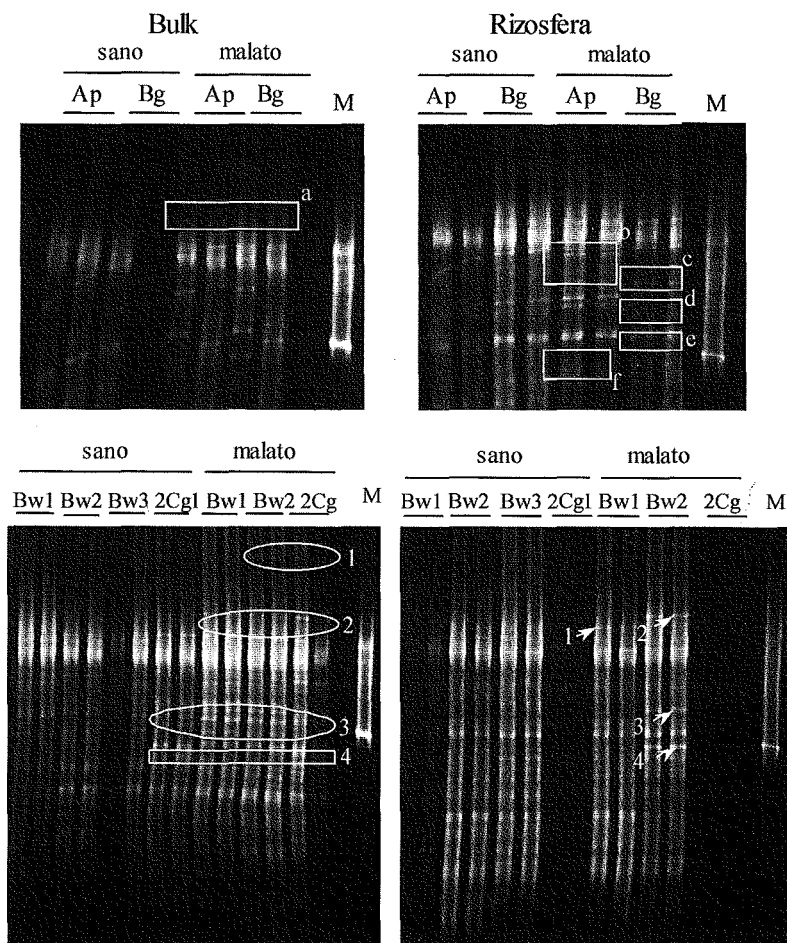 Bulk
sano malato
Ap Bg Ap Bg M
a
Rizosfera
sano malato
Ap Bg Ap Bg M
b
c
d
e
f
sano malato
Bw1 Bw2 Bw3 2Cg1 Bw1 Bw2 2Cg M
1
2
3
4
sano malato
Bw1 Bw2 Bw3 2Cg1 Bw1 Bw2 2Cg M
1 2
3
4